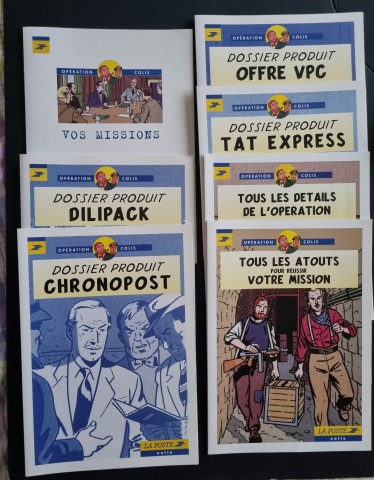 OPÉRATION COLIS
VOS MISSIONS
OPÉRATION COLIS
DOSSIER PRODUIT
OFFRE VPC
OPÉRATION COLIS
DOSSIER PRODUIT
TAT EXPRESS
OPÉRATION COLIS
DOSSIER PRODUIT
DILIPACK
OPÉRATION COLIS
TOUS LES DETAILS
DE L'OPERATION
OPÉRATION COLIS
DOSSIER PRODUIT
CHRONOPOST
LA POSTE
colis
OPÉRATION COLIS
TOUS LES ATOUTS
POUR REUSSIR
VOTRE MISSION
LA POSTE
colis